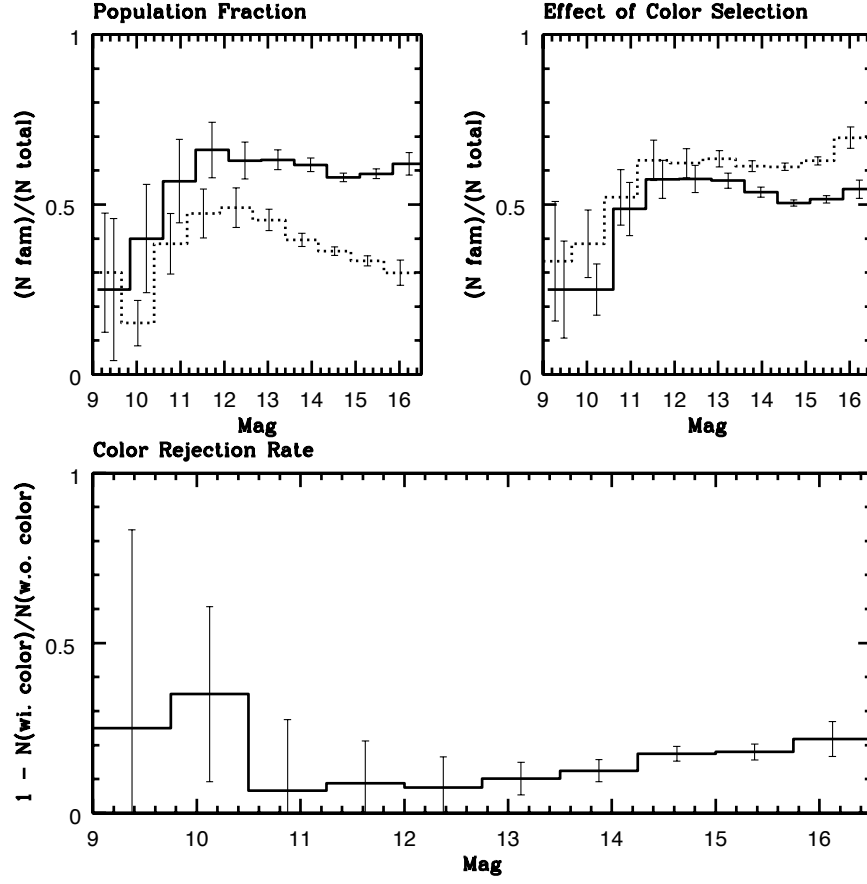 Population Fraction
Effect of Color Selection
1
1
(N fam)/(N total)
(N fam)/(N total)
0.5
0.5
0
0
9 10 11 12 13 14 15 16
9 10 11 12 13 14 15 16
Mag
Mag
Color Rejection Rate
1
1 - N(wi. color)/N(w.o. color)
0.5
0
9 10 11 12 13 14 15 16
Mag